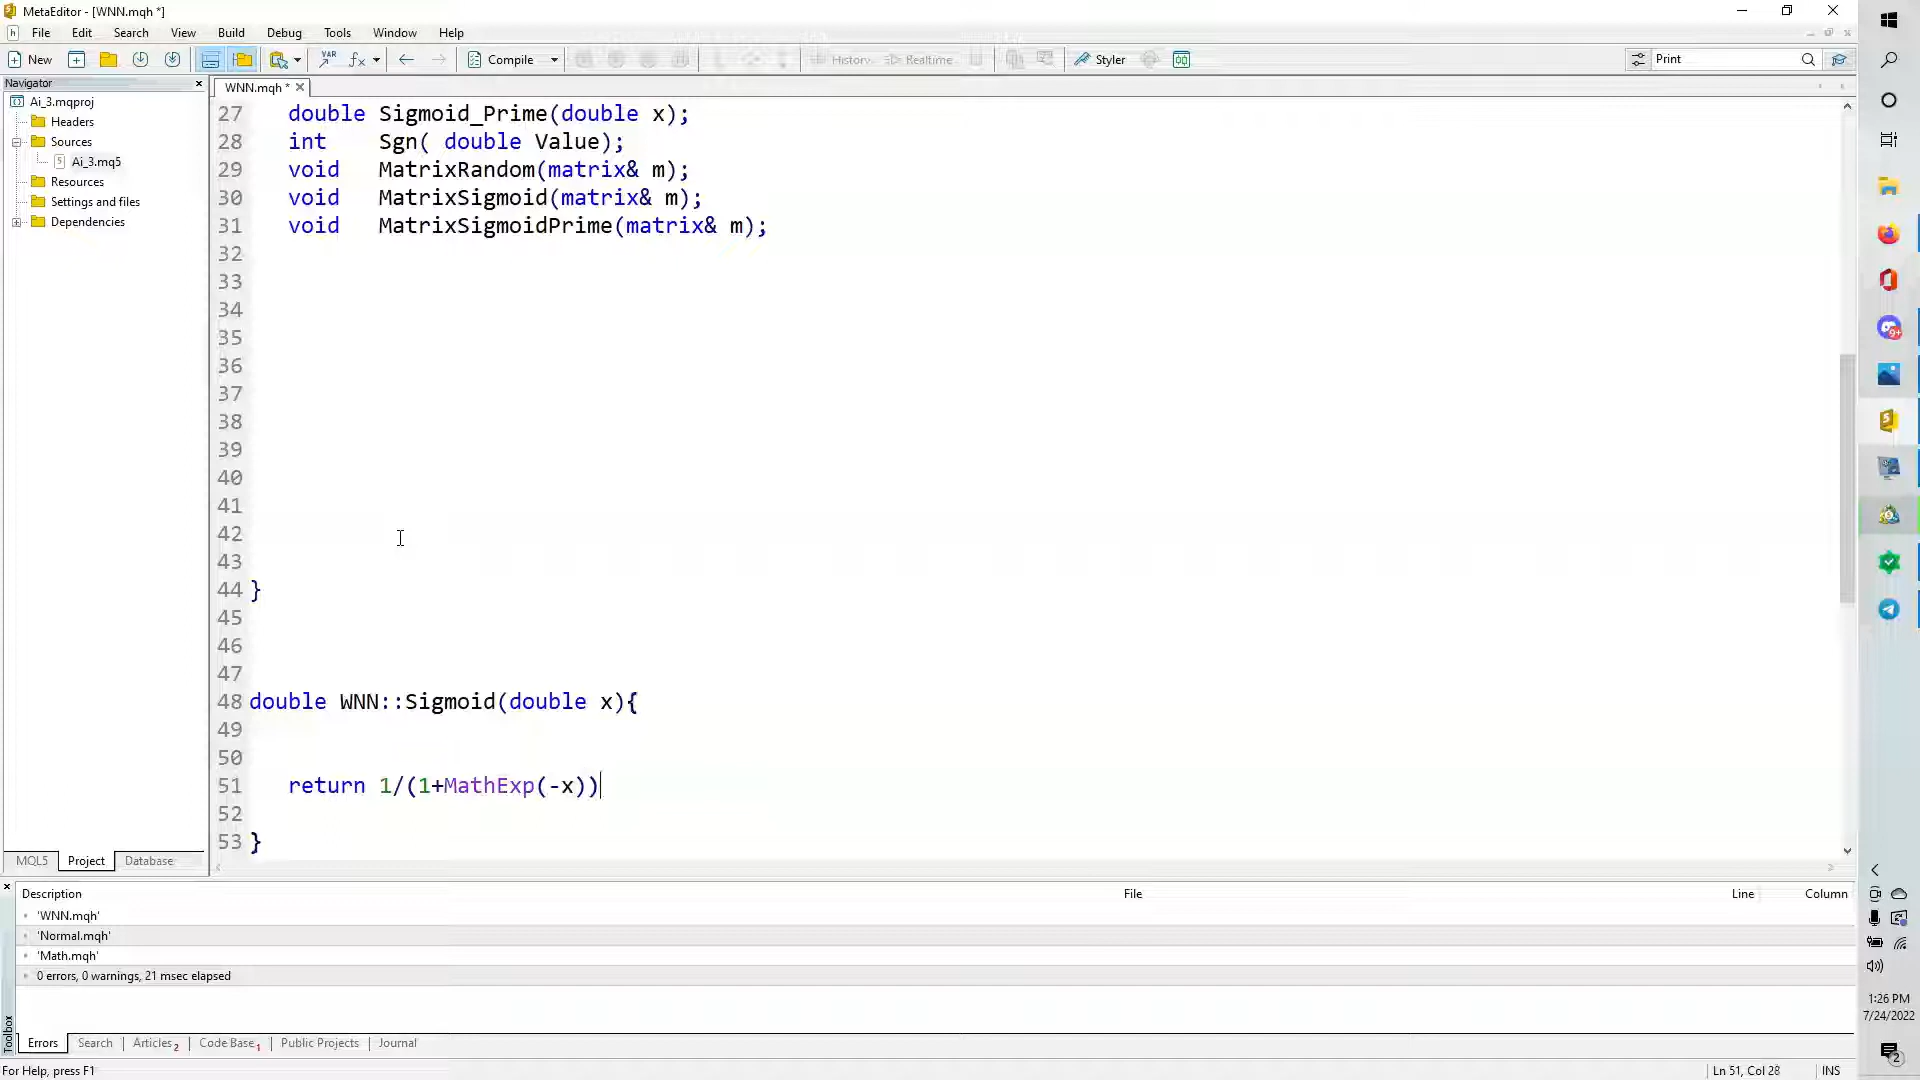 MetaEditor - [WNN.mqh *]
File Edit Search View Build Debug Tools Window Help
New Compile History Realtime Styler Print
Navigator
WNN.mqh *
Ai_3.mqproj
Headers
Sources
Ai_3.mq5
Resources
Settings and files
Dependencies
27 double Sigmoid_Prime(double x);
28 int Sgn( double Value);
29 void MatrixRandom(matrix& m);
30 void MatrixSigmoid(matrix& m);
31 void MatrixSigmoidPrime(matrix& m);
32
33
34
35
36
37
38
39
40
41
42
43
44 }
45
46
47
48 double WNN::Sigmoid(double x){
49
50
51 return 1/(1+MathExp(-x))
52
53 }
MQL5 Project Database
Description File Line Column
'WNN.mqh'
'Normal.mqh'
'Math.mqh'
0 errors, 0 warnings, 21 msec elapsed
Toolbox
Errors Search Articles 2 Code Base 1 Public Projects Journal
For Help, press F1 Ln 51, Col 28 INS
9+
1:26 PM
7/24/2022
2